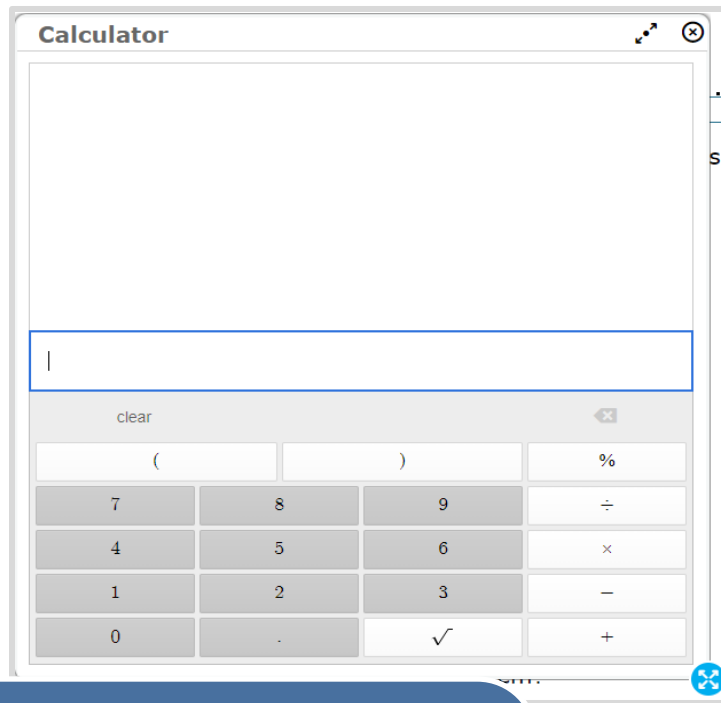 Calculator
clear
( ) %
7 8 9 ÷
4 5 6 ×
1 2 3 −
0 . √ +